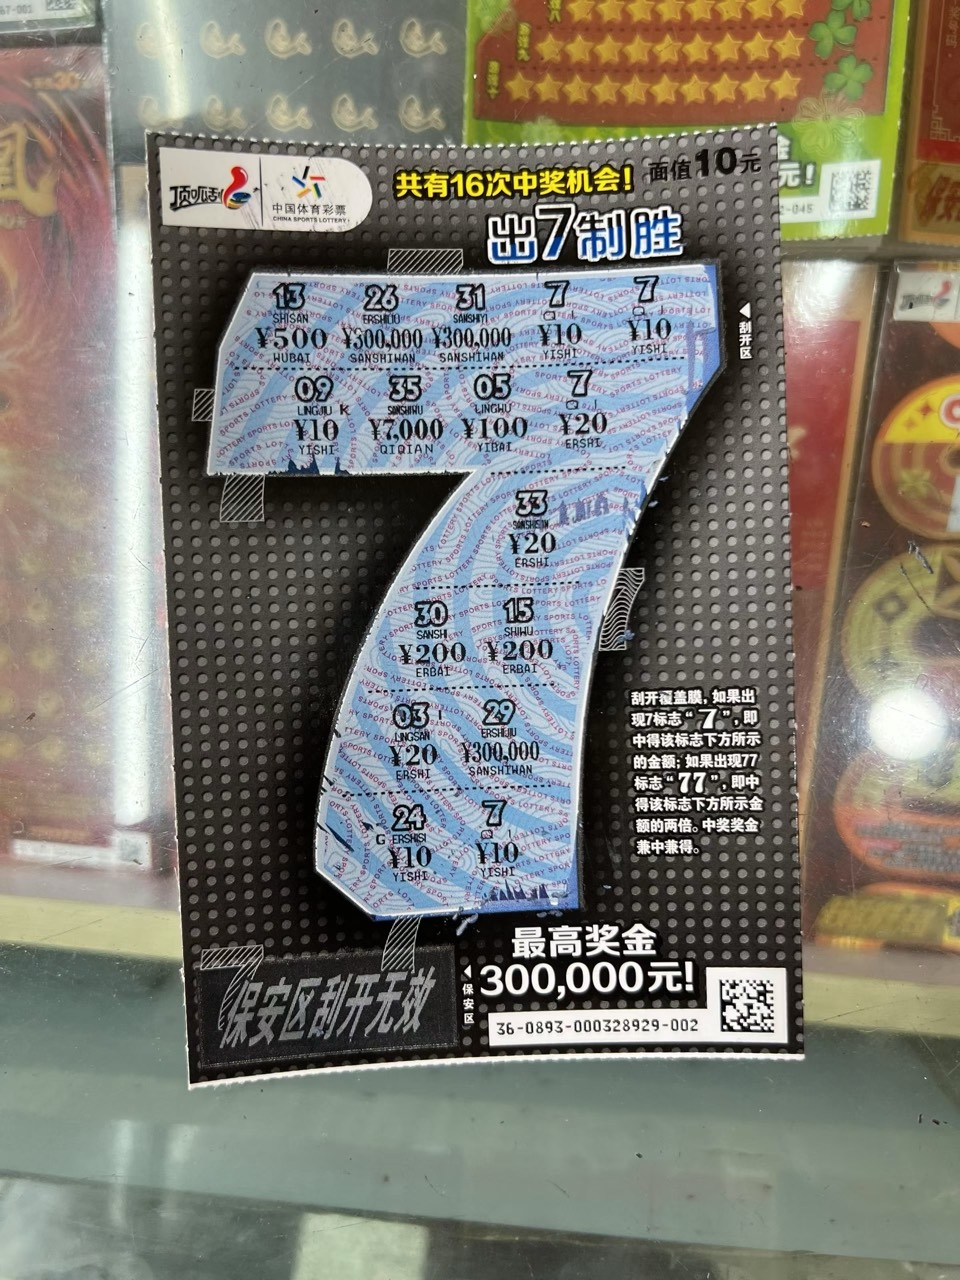 顶呱刮
中国体育彩票
CHINA SPORTS LOTTERY
共有16次中奖机会!
面值10元
出7制胜
13 26 31 7 7
SHISAN ERSHILIU SANSHIYI
¥500 ¥300,000 ¥300,000 ¥10 ¥10
WUBAI SANSHIWAN SANSHIWAN YISHI YISHI
刮开区
09 35 05 7
LINGJIU K SANSHIWU LINGWU
¥10 ¥7,000 ¥100 ¥20
YISHI QIQIAN YIBAI ERSHI
33
SANSHISAN
¥20
ERSHI
30 15
SANSHI SHIWU
¥200 ¥200
ERBAI ERBAI
03 29
LINGSAN ERSHIJIU
¥20 ¥300,000
ERSHI SANSHIWAN
24 7
G ERSHISI
¥10 ¥10
YISHI YISHI
刮开覆盖膜,如果出
现7标志“7”,即
中得该标志下方所示
的金额;如果出现77
标志“77”,即中
得该标志下方所示金
额的两倍。中奖奖金
兼中兼得。
最高奖金
300,000元!
保安区刮开无效
保安区
36-0893-000328929-002